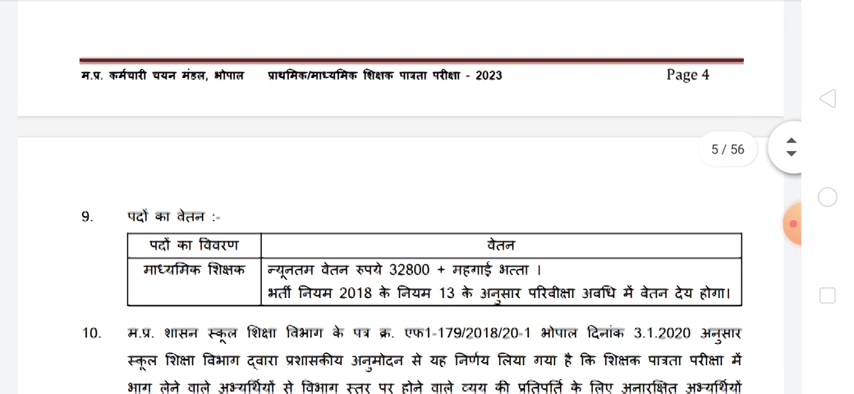 म.प्र. कर्मचारी चयन मंडल, भोपाल प्राथमिक/माध्यमिक शिक्षक पात्रता परीक्षा - 2023 Page 4
5 / 56
9. पदों का वेतन :-
पदों का विवरण वेतन
माध्यमिक शिक्षक न्यूनतम वेतन रुपये 32800 + महगाई भत्ता ।
भर्ती नियम 2018 के नियम 13 के अनुसार परिवीक्षा अवधि में वेतन देय होगा।
10. म.प्र. शासन स्कूल शिक्षा विभाग के पत्र क्र. एफ1-179/2018/20-1 भोपाल दिनांक 3.1.2020 अनुसार
स्कूल शिक्षा विभाग द्वारा प्रशासकीय अनुमोदन से यह निर्णय लिया गया है कि शिक्षक पात्रता परीक्षा में
भाग लेने वाले अभ्यर्थियों से विभाग स्तर पर होने वाले व्यय की प्रतिपूर्ति के लिए अनारक्षित अभ्यर्थियों